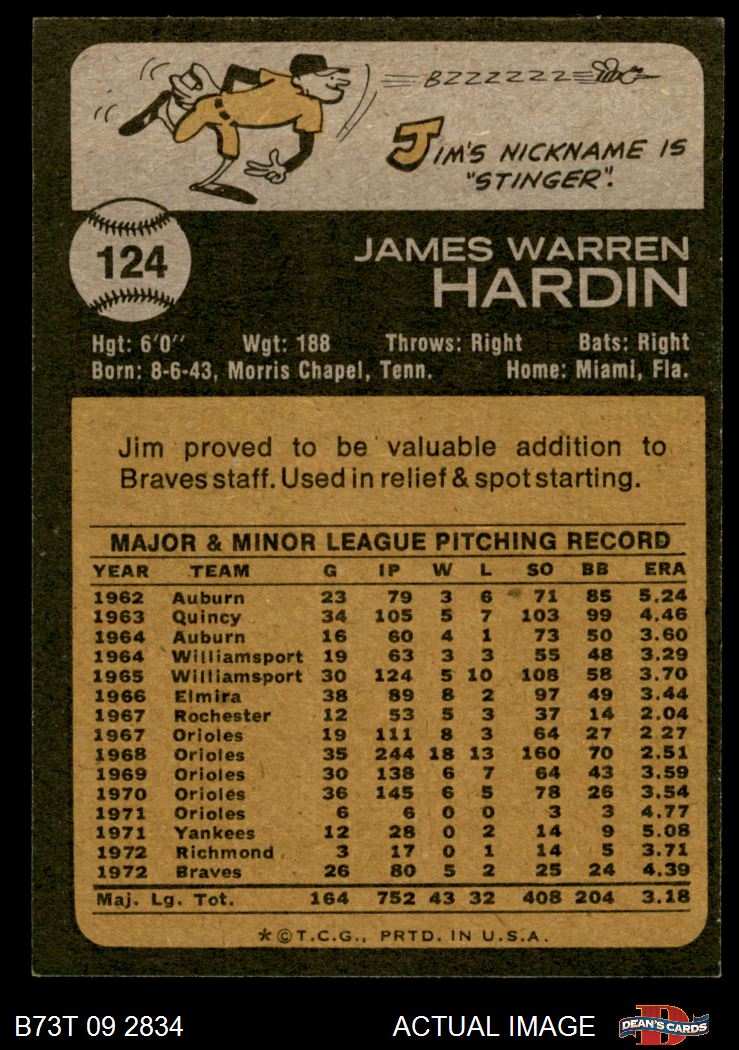 BZZZZZZZ
JIM'S NICKNAME IS
"STINGER".
124
JAMES WARREN
HARDIN
Hgt: 6'0" Wgt: 188 Throws: Right Bats: Right
Born: 8-6-43, Morris Chapel, Tenn. Home: Miami, Fla.
Jim proved to be valuable addition to
Braves staff. Used in relief & spot starting.
MAJOR & MINOR LEAGUE PITCHING RECORD
YEAR TEAM G IP W L SO BB ERA
1962 Auburn 23 79 3 6 71 85 5.24
1963 Quincy 34 105 5 7 103 99 4.46
1964 Auburn 16 60 4 1 73 50 3.60
1964 Williamsport 19 63 3 3 55 48 3.29
1965 Williamsport 30 124 5 10 108 58 3.70
1966 Elmira 38 89 8 2 97 49 3.44
1967 Rochester 12 53 5 3 37 14 2.04
1967 Orioles 19 111 8 3 64 27 2 27
1968 Orioles 35 244 18 13 160 70 2.51
1969 Orioles 30 138 6 7 64 43 3.59
1970 Orioles 36 145 6 5 78 26 3.54
1971 Orioles 6 6 0 0 3 3 4.77
1971 Yankees 12 28 0 2 14 9 5.08
1972 Richmond 3 17 0 1 14 5 3.71
1972 Braves 26 80 5 2 25 24 4.39
Maj. Lg. Tot. 164 752 43 32 408 204 3.18
*©T.C.G., PRTD. IN U.S.A.
B73T 09 2834 ACTUAL IMAGE D DEAN'S CARDS